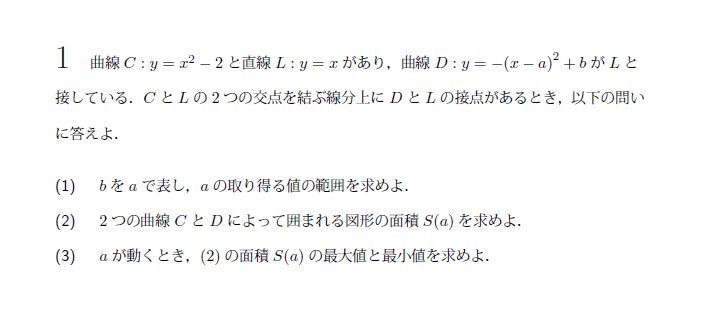 1 曲線 C : y = x² − 2 と直線 L : y = x があり，曲線 D : y = −(x − a)² + b が L と
接している．C と L の 2 つの交点を結ぶ線分上に D と L の接点があるとき，以下の問い
に答えよ．
(1) b を a で表し，a の取り得る値の範囲を求めよ．
(2) 2 つの曲線 C と D によって囲まれる図形の面積 S(a) を求めよ．
(3) a が動くとき，(2) の面積 S(a) の最大値と最小値を求めよ．